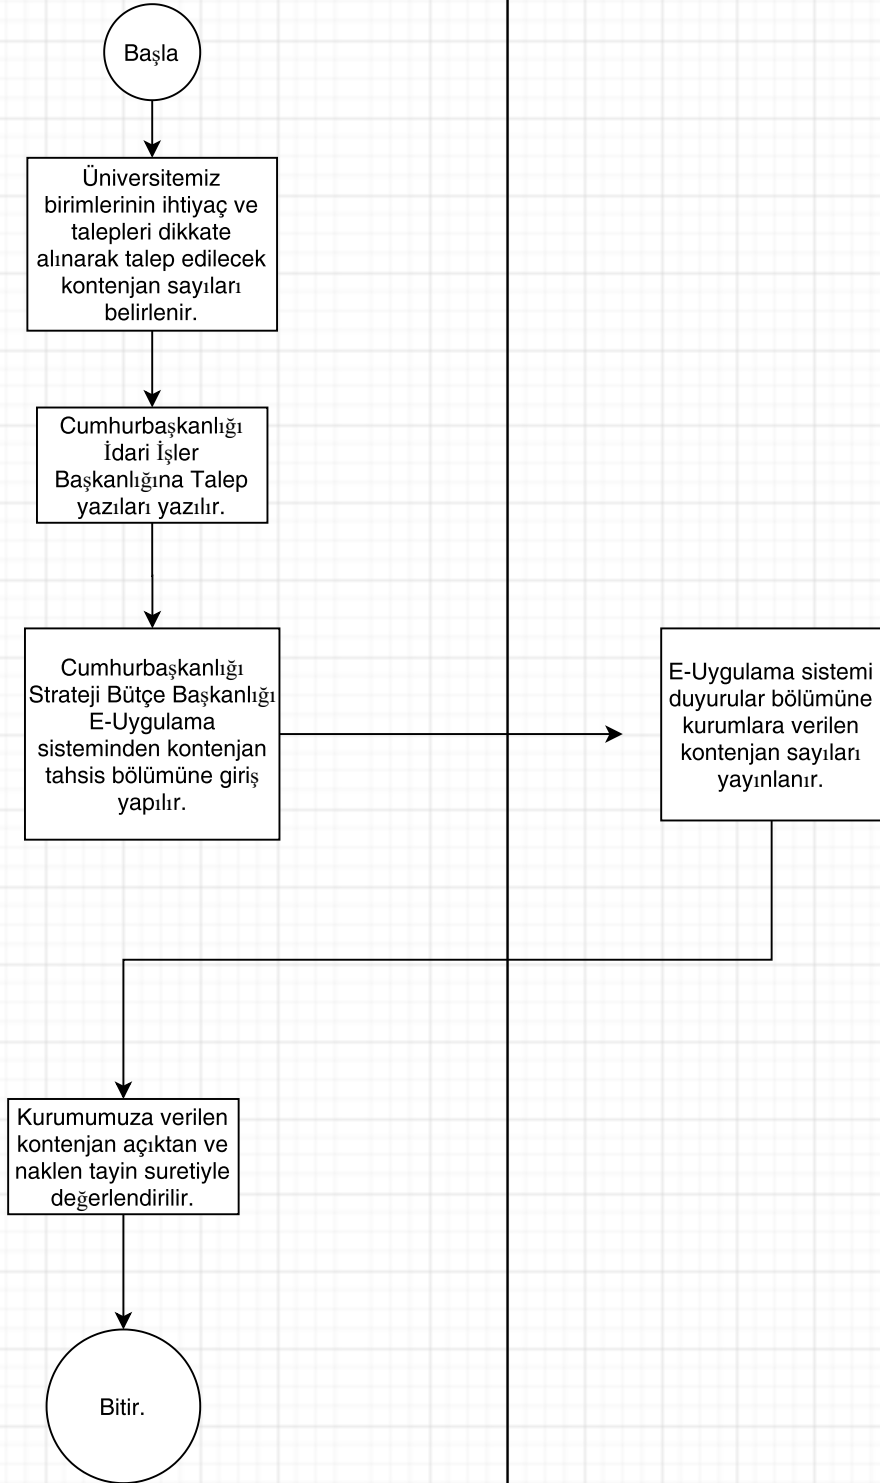 Başla
Üniversitemiz
birimlerinin ihtiyaç ve
talepleri dikkate
alınarak talep edilecek
kontenjan sayıları
belirlenir.
Cumhurbaşkanlığı
İdari İşler
Başkanlığına Talep
yazıları yazılır.
Cumhurbaşkanlığı
Strateji Bütçe Başkanlığı
E-Uygulama
sisteminden kontenjan
tahsis bölümüne giriş
yapılır.
E-Uygulama sistemi
duyurular bölümüne
kurumlara verilen
kontenjan sayıları
yayınlanır.
Kurumumuza verilen
kontenjan açıktan ve
naklen tayin suretiyle
değerlendirilir.
Bitir.